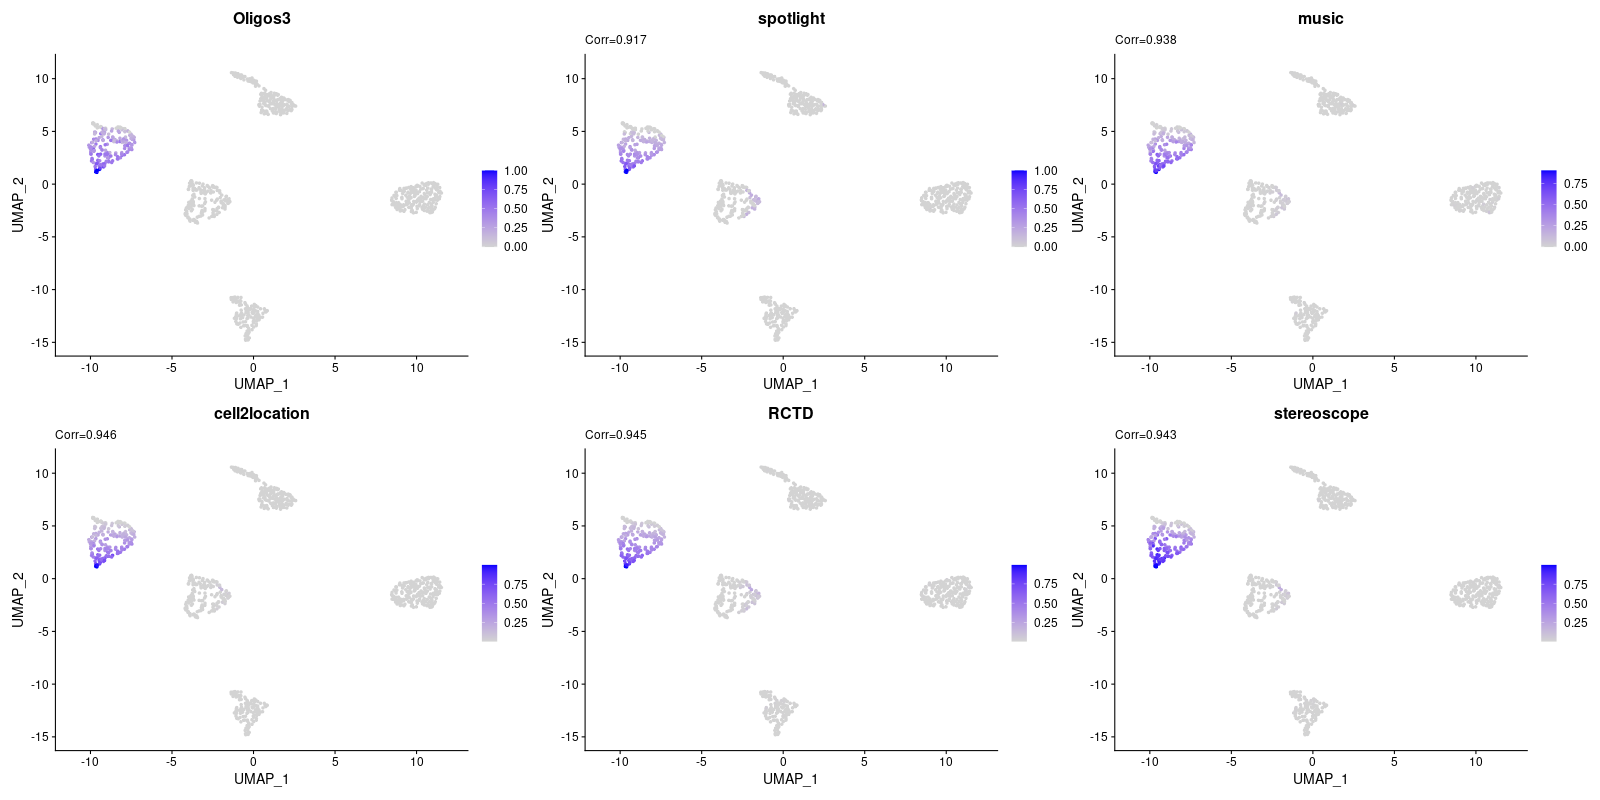 Oligos3
10
5
0
-5
-10
-15
UMAP_2
-10 -5 0 5 10
UMAP_1
1.00
0.75
0.50
0.25
0.00
spotlight
Corr=0.917
10
5
0
-5
-10
-15
UMAP_2
-10 -5 0 5 10
UMAP_1
1.00
0.75
0.50
0.25
0.00
music
Corr=0.938
10
5
0
-5
-10
-15
UMAP_2
-10 -5 0 5 10
UMAP_1
0.75
0.50
0.25
0.00
cell2location
Corr=0.946
10
5
0
-5
-10
-15
UMAP_2
-10 -5 0 5 10
UMAP_1
0.75
0.50
0.25
RCTD
Corr=0.945
10
5
0
-5
-10
-15
UMAP_2
-10 -5 0 5 10
UMAP_1
0.75
0.50
0.25
stereoscope
Corr=0.943
10
5
0
-5
-10
-15
UMAP_2
-10 -5 0 5 10
UMAP_1
0.75
0.50
0.25